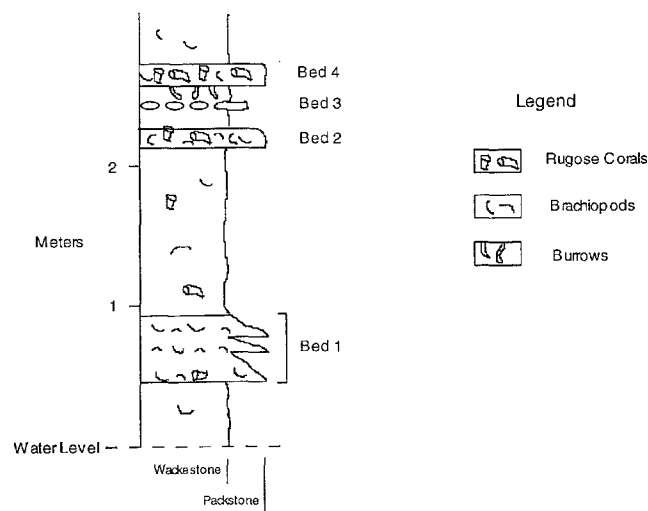 Bed 4
Bed 3
Bed 2
2
Meters
1
Bed 1
Water Level
Wackestone
Packstone
Legend
Rugose Corals
Brachiopods
Burrows